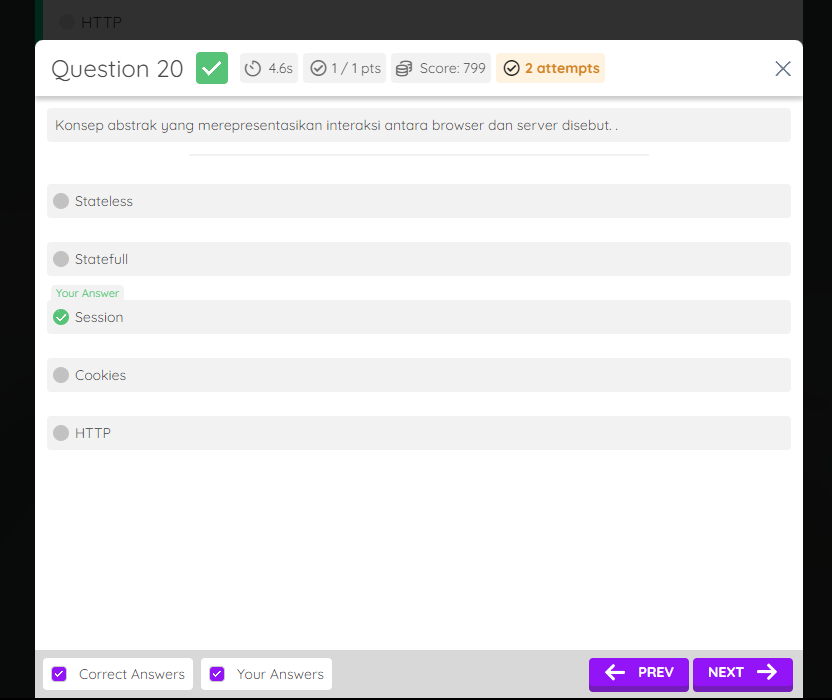 HTTP
Question 20 4.6s 1 / 1 pts Score: 799 2 attempts
Konsep abstrak yang merepresentasikan interaksi antara browser dan server disebut. .
Stateless
Statefull
Your Answer
Session
Cookies
HTTP
Correct Answers Your Answers PREV NEXT